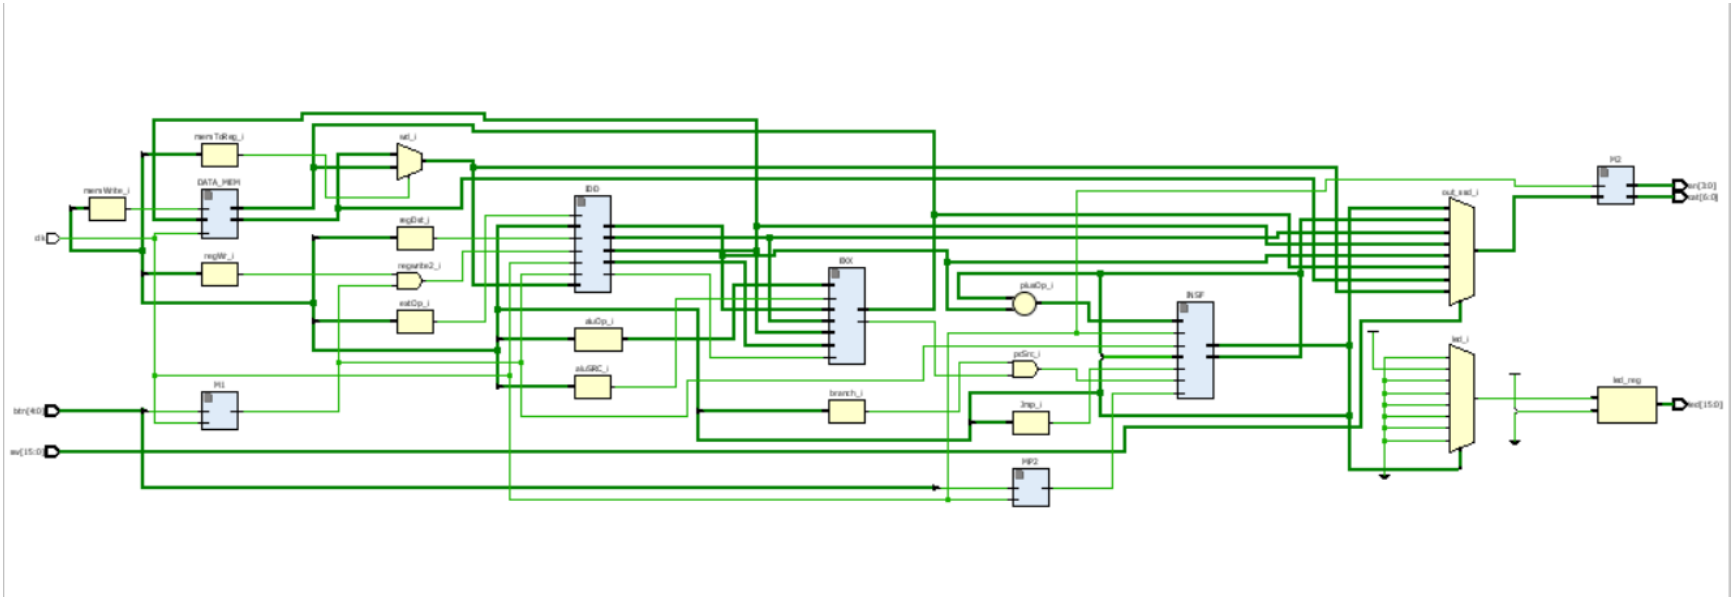 memToReg_i
wd_i
M2
DATA_MEM
memWrite_i
IDD
an[3:0]
out_ssd_i
cat[6:0]
regDst_i
clk
regWr_i
regwrite2_i
EXX
plusOp_i
INSF
extOp_i
aluOp_i
led_i
pcSrc_i
aluSRC_i
M1
branch_i
Jmp_i
led_reg
btn[4:0]
led[15:0]
sw[15:0]
MP2